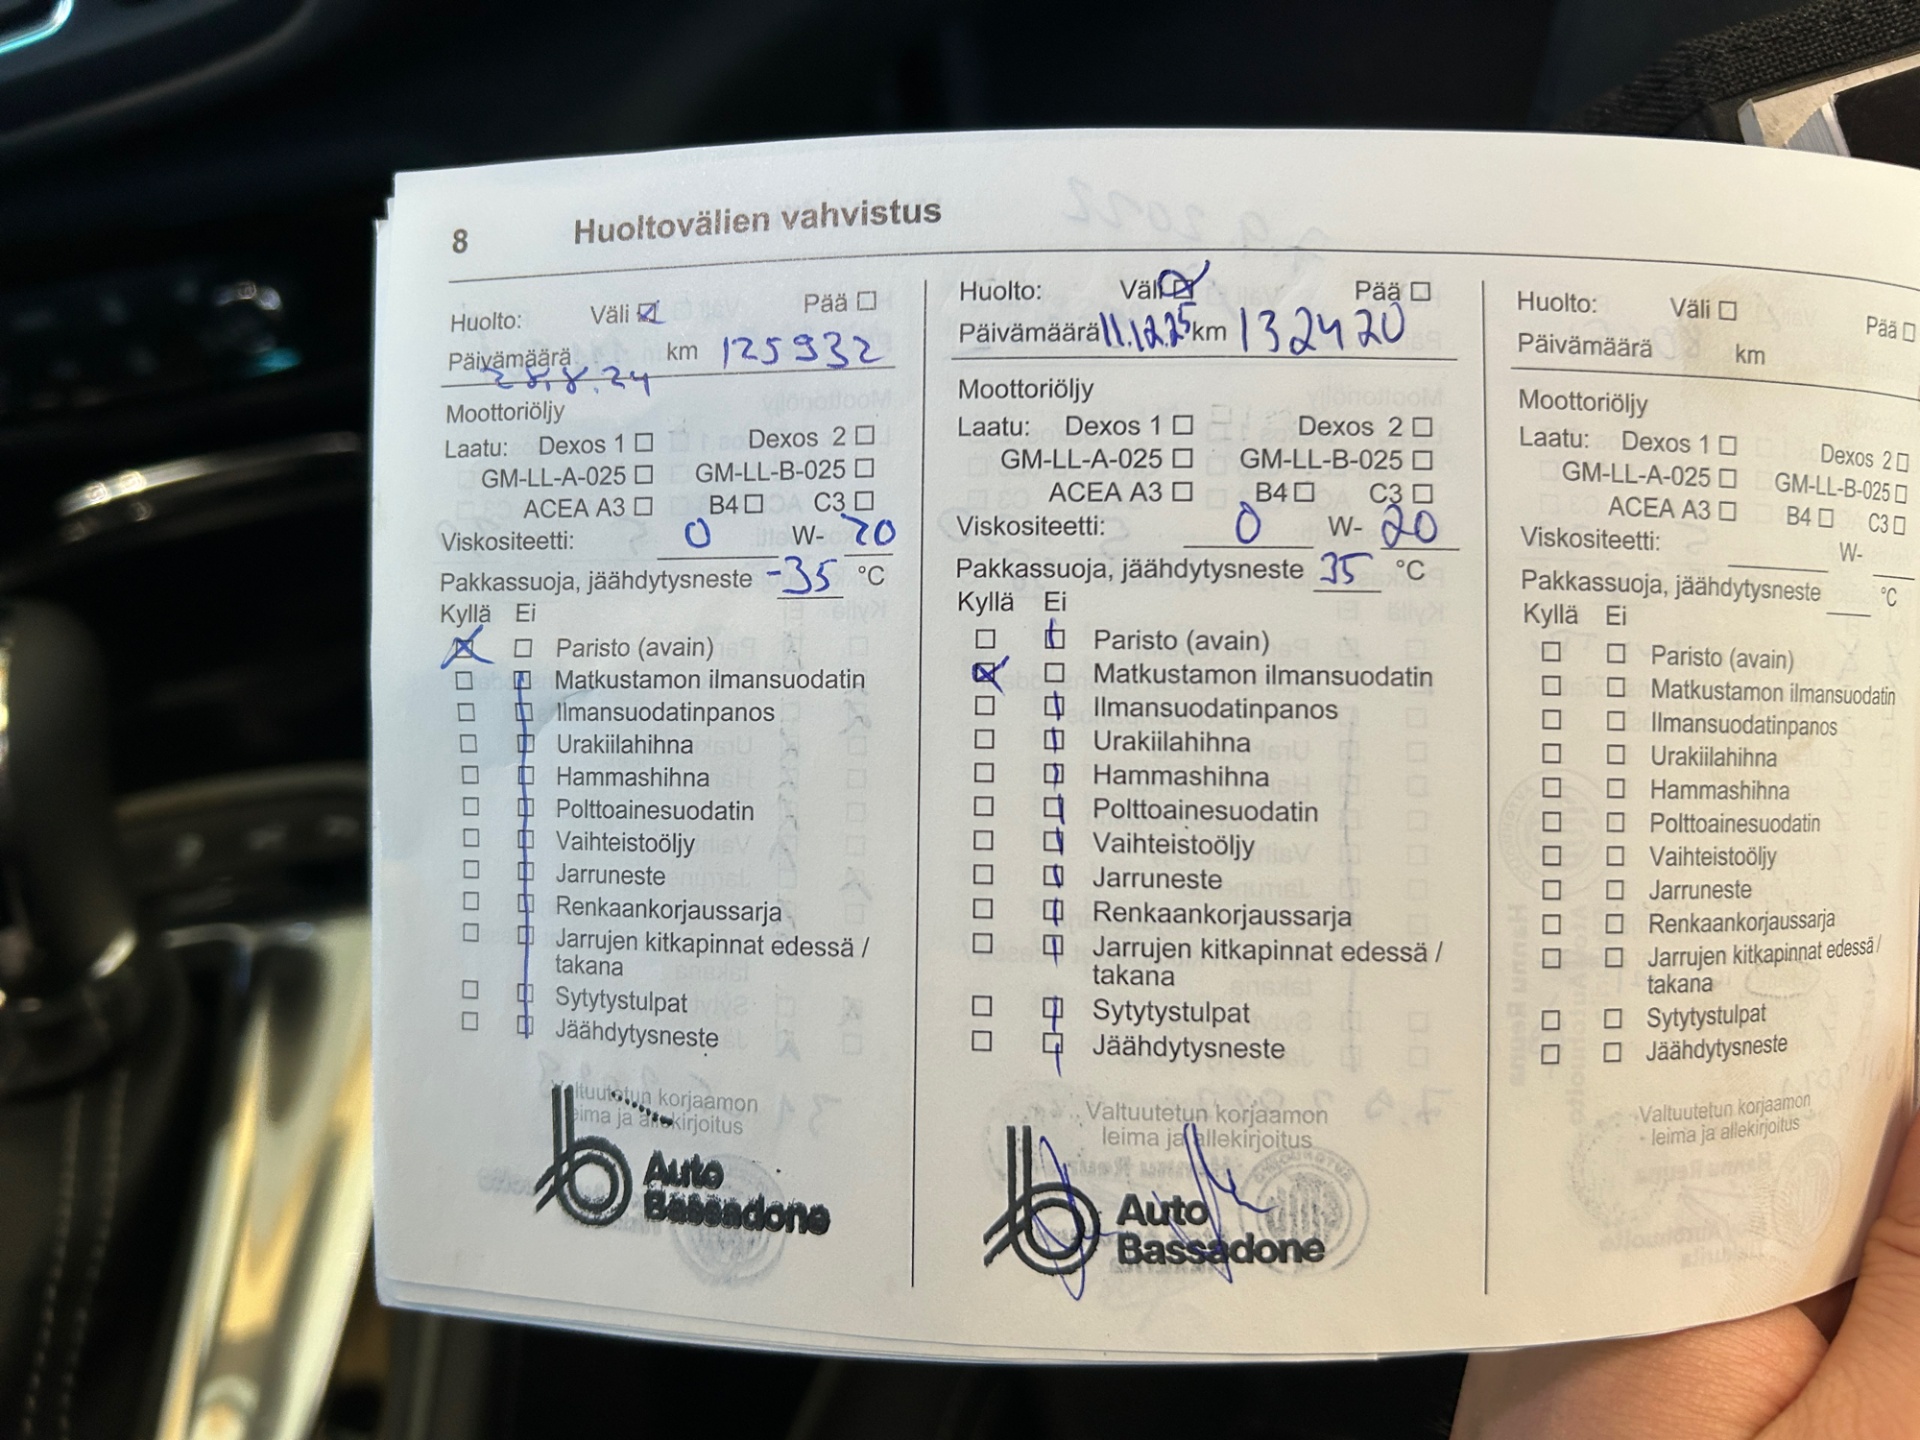 8 Huoltovälien vahvistus
Huolto: Väli ☑ Pää ☐
Päivämäärä km 125932
28.8.24
Moottoriöljy
Laatu: Dexos 1 ☐ Dexos 2 ☐
GM-LL-A-025 ☐ GM-LL-B-025 ☐
ACEA A3 ☐ B4 ☐ C3 ☐
Viskositeetti: 0 W- 20
Pakkassuoja, jäähdytysneste -35 °C
Kyllä Ei
☒ ☐ Paristo (avain)
Matkustamon ilmansuodatin
Ilmansuodatinpanos
Urakiilahihna
Hammashihna
Polttoainesuodatin
Vaihteistoöljy
Jarruneste
Renkaankorjaussarja
Jarrujen kitkapinnat edessä /
takana
Sytytystulpat
Jäähdytysneste
korjaamon
leima ja allekirjoitus
Auto
Bassadone
Huolto: Väli ☑ Pää ☐
Päivämäärä 11.12.25 km 132420
Moottoriöljy
Laatu: Dexos 1 ☐ Dexos 2 ☐
GM-LL-A-025 ☐ GM-LL-B-025 ☐
ACEA A3 ☐ B4 ☐ C3 ☐
Viskositeetti: 0 W- 20
Pakkassuoja, jäähdytysneste 35 °C
Kyllä Ei
Paristo (avain)
☒ ☐ Matkustamon ilmansuodatin
Ilmansuodatinpanos
Urakiilahihna
Hammashihna
Polttoainesuodatin
Vaihteistoöljy
Jarruneste
Renkaankorjaussarja
Jarrujen kitkapinnat edessä /
takana
Sytytystulpat
Jäähdytysneste
Valtuutetun korjaamon
leima ja allekirjoitus
Auto
Bassadone
Huolto: Väli ☐ Pää ☐
Päivämäärä km
Moottoriöljy
Laatu: Dexos 1 ☐ Dexos 2 ☐
GM-LL-A-025 ☐ GM-LL-B-025 ☐
ACEA A3 ☐ B4 ☐ C3 ☐
Viskositeetti: W-
Pakkassuoja, jäähdytysneste °C
Kyllä Ei
☐ ☐ Paristo (avain)
☐ ☐ Matkustamon ilmansuodatin
☐ ☐ Ilmansuodatinpanos
☐ ☐ Urakiilahihna
☐ ☐ Hammashihna
☐ ☐ Polttoainesuodatin
☐ ☐ Vaihteistoöljy
☐ ☐ Jarruneste
☐ ☐ Renkaankorjaussarja
☐ ☐ Jarrujen kitkapinnat edessä /
takana
☐ ☐ Sytytystulpat
☐ ☐ Jäähdytysneste
Valtuutetun korjaamon
leima ja allekirjoitus